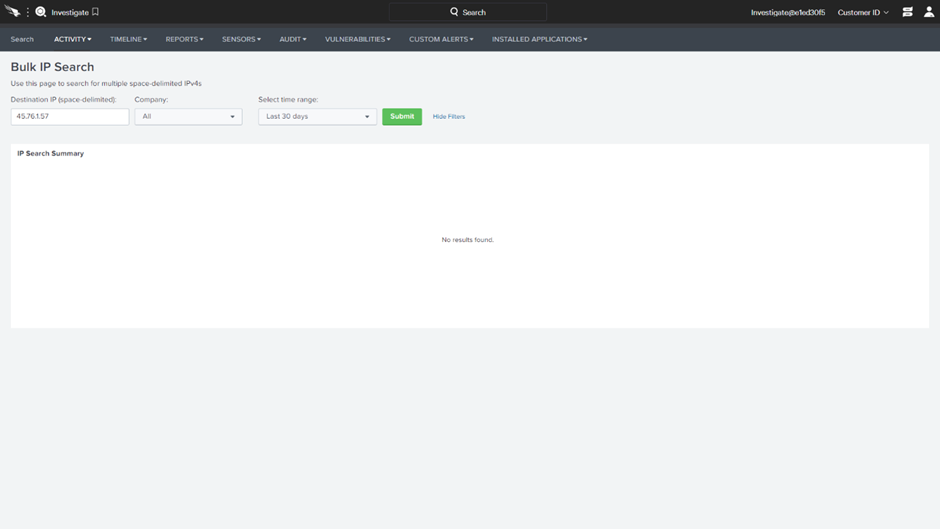 Investigate Search Investigate@e1ed30f5 Customer ID
Search ACTIVITY TIMELINE REPORTS SENSORS AUDIT VULNERABILITIES CUSTOM ALERTS INSTALLED APPLICATIONS
Bulk IP Search
Use this page to search for multiple space-delimited IPv4s
Destination IP (space-delimited): Company: Select time range:
45.76.1.57 All Last 30 days Submit Hide Filters
IP Search Summary
No results found.